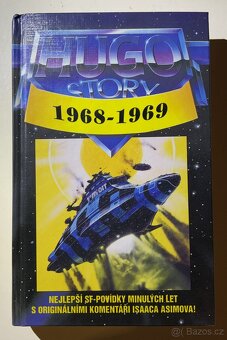 HUGO
STORY
1968-1969
NEJLEPŠÍ SF-POVÍDKY MINULÝCH LET
S ORIGINÁLNÍMI KOMENTÁŘI ISAACA ASIMOVA!
Bazos.cz